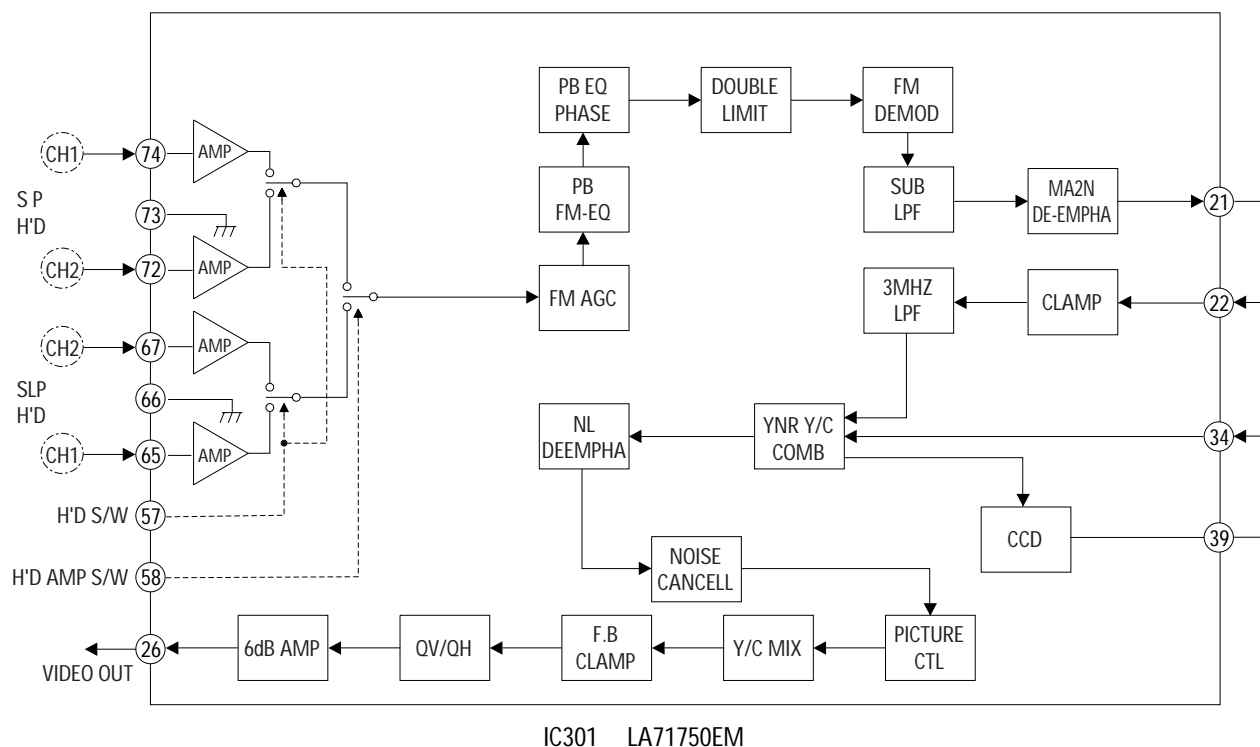 CH1
74
AMP
S P
H'D
73
CH2
72
AMP
CH2
67
AMP
SLP
H'D
66
CH1
65
AMP
H'D S/W
57
H'D AMP S/W
58
FM AGC
PB
FM-EQ
PB EQ
PHASE
DOUBLE
LIMIT
FM
DEMOD
SUB
LPF
MA2N
DE-EMPHA
21
22
CLAMP
3MHZ
LPF
YNR Y/C
COMB
34
CCD
39
NL
DEEMPHA
NOISE
CANCELL
PICTURE
CTL
Y/C MIX
F.B
CLAMP
QV/QH
6dB AMP
26
VIDEO OUT
IC301 LA71750EM